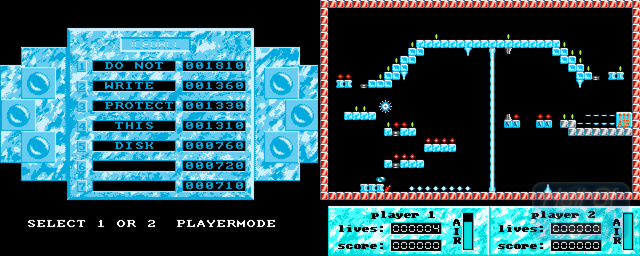 ICEBALL
1 DO NOT 001810
2 WRITE 001360
3 PROTECT 001330
4 THIS 001310
5 DISK 000760
6 000720
7 000710
SELECT 1 OR 2 PLAYERMODE
player 1
lives: 000004
score: 000000
AIR
player 2
lives: 000000
score: 000000
AIR